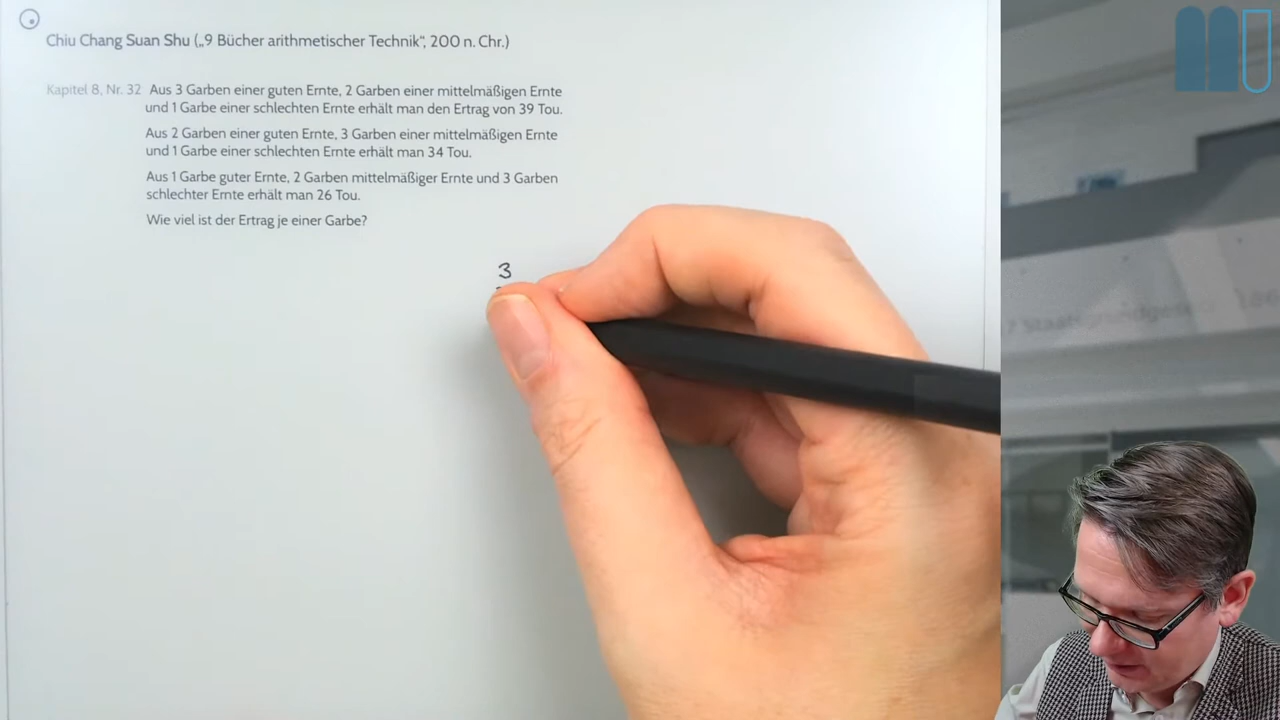 Chiu Chang Suan Shu („9 Bücher arithmetischer Technik“, 200 n. Chr.)
Kapitel 8, Nr. 32 Aus 3 Garben einer guten Ernte, 2 Garben einer mittelmäßigen Ernte
und 1 Garbe einer schlechten Ernte erhält man den Ertrag von 39 Tou.
Aus 2 Garben einer guten Ernte, 3 Garben einer mittelmäßigen Ernte
und 1 Garbe einer schlechten Ernte erhält man 34 Tou.
Aus 1 Garbe guter Ernte, 2 Garben mittelmäßiger Ernte und 3 Garben
schlechter Ernte erhält man 26 Tou.
Wie viel ist der Ertrag je einer Garbe?
3